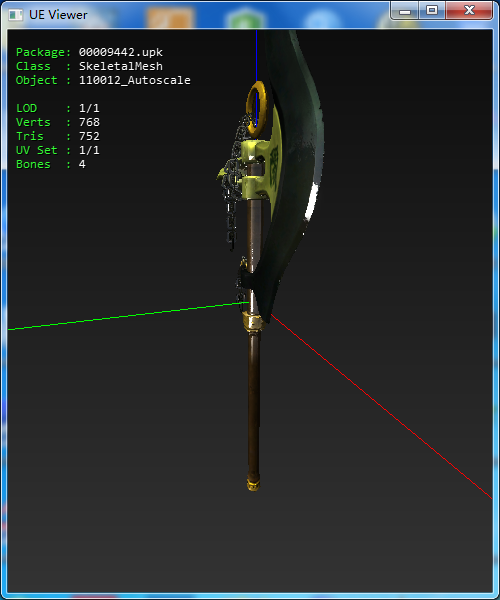 UE Viewer
Package: 00009442.upk
Class : SkeletalMesh
Object : 110012_Autoscale
LOD : 1/1
Verts : 768
Tris : 752
UV Set : 1/1
Bones : 4